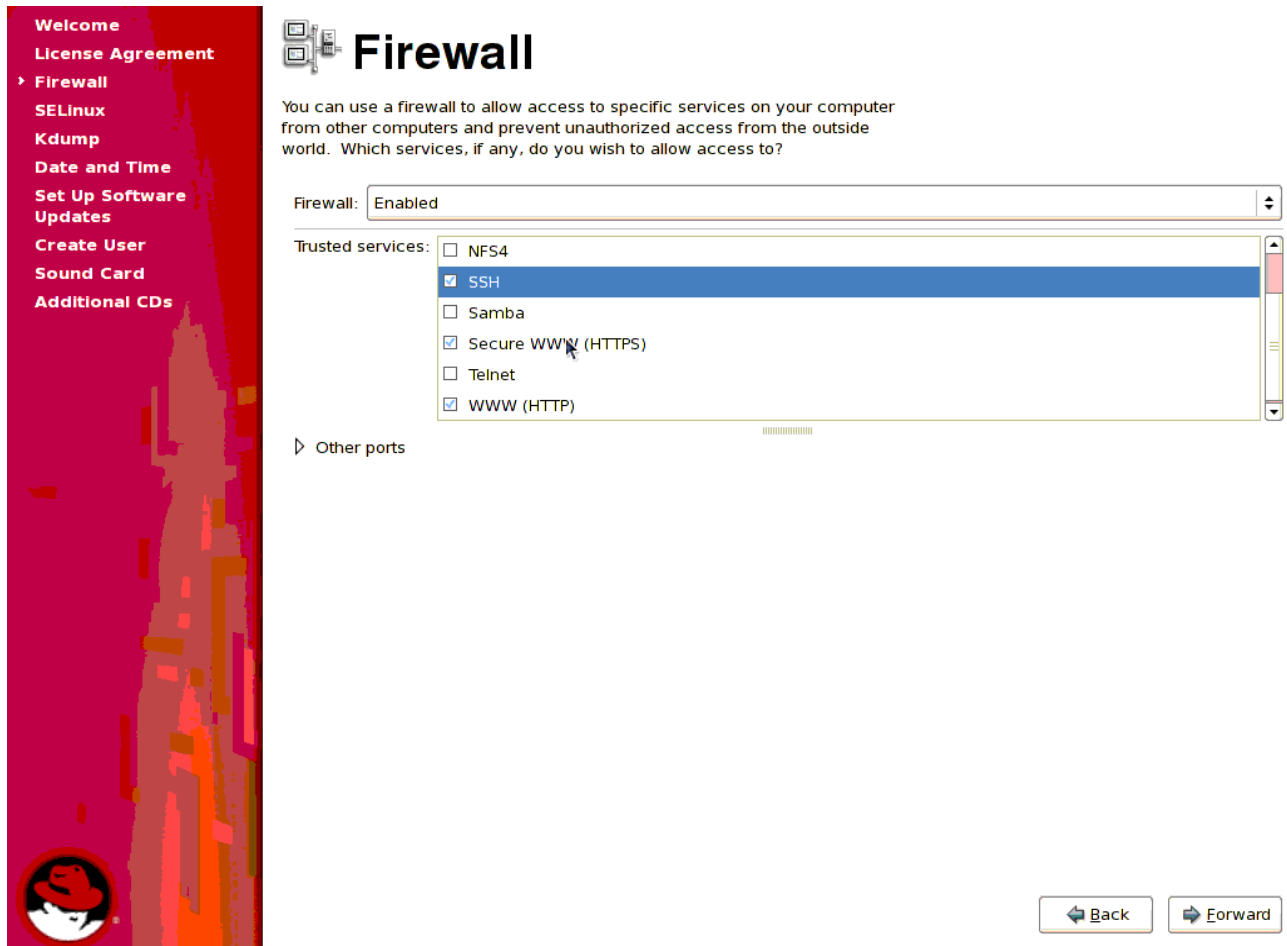 Welcome
License Agreement
Firewall
SELinux
Kdump
Date and Time
Set Up Software
Updates
Create User
Sound Card
Additional CDs
Firewall
You can use a firewall to allow access to specific services on your computer
from other computers and prevent unauthorized access from the outside
world.  Which services, if any, do you wish to allow access to?
Firewall: Enabled
Trusted services:
NFS4
SSH
Samba
Secure WWW (HTTPS)
Telnet
WWW (HTTP)
Other ports
Back
Forward